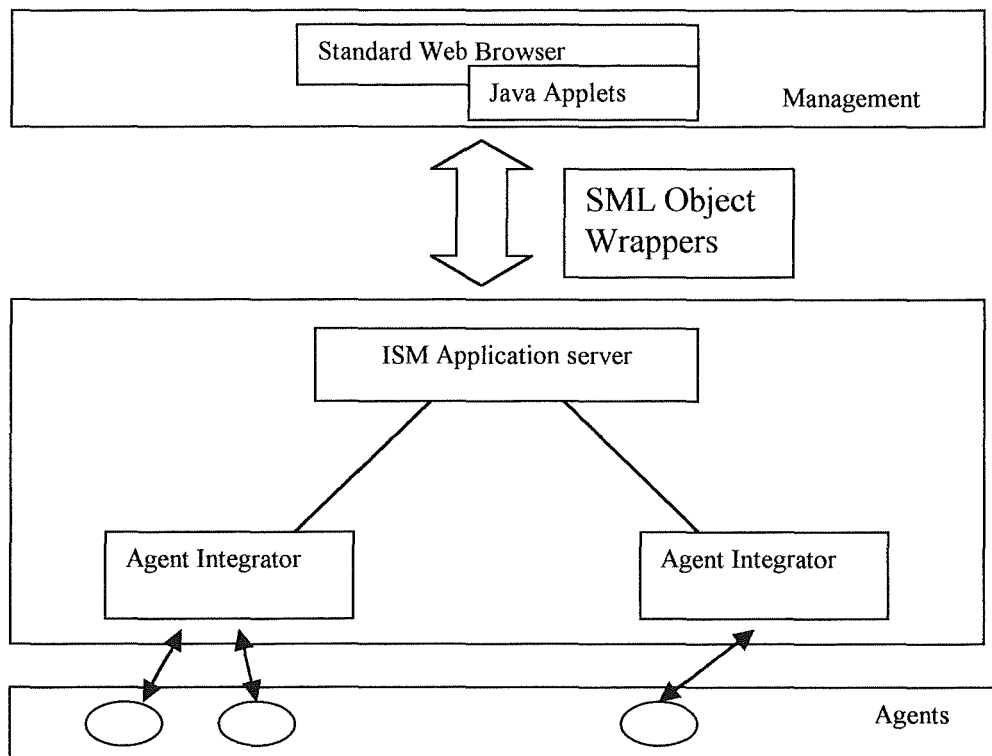 Standard Web Browser
Java Applets
Management
SML Object
Wrappers
ISM Application server
Agent Integrator
Agent Integrator
Agents